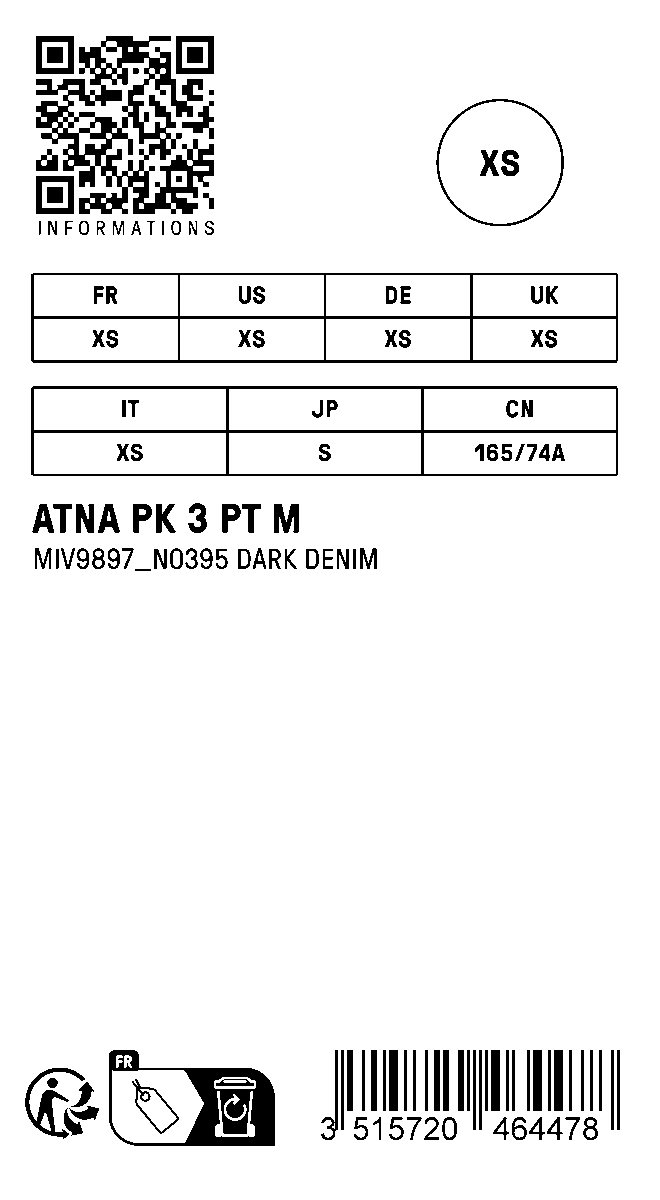 INFORMATIONS
XS
FR US DE UK
XS XS XS XS
IT JP CN
XS S 165/74A
ATNA PK 3 PT M
MIV9897_N0395 DARK DENIM
FR
3 515720 464478